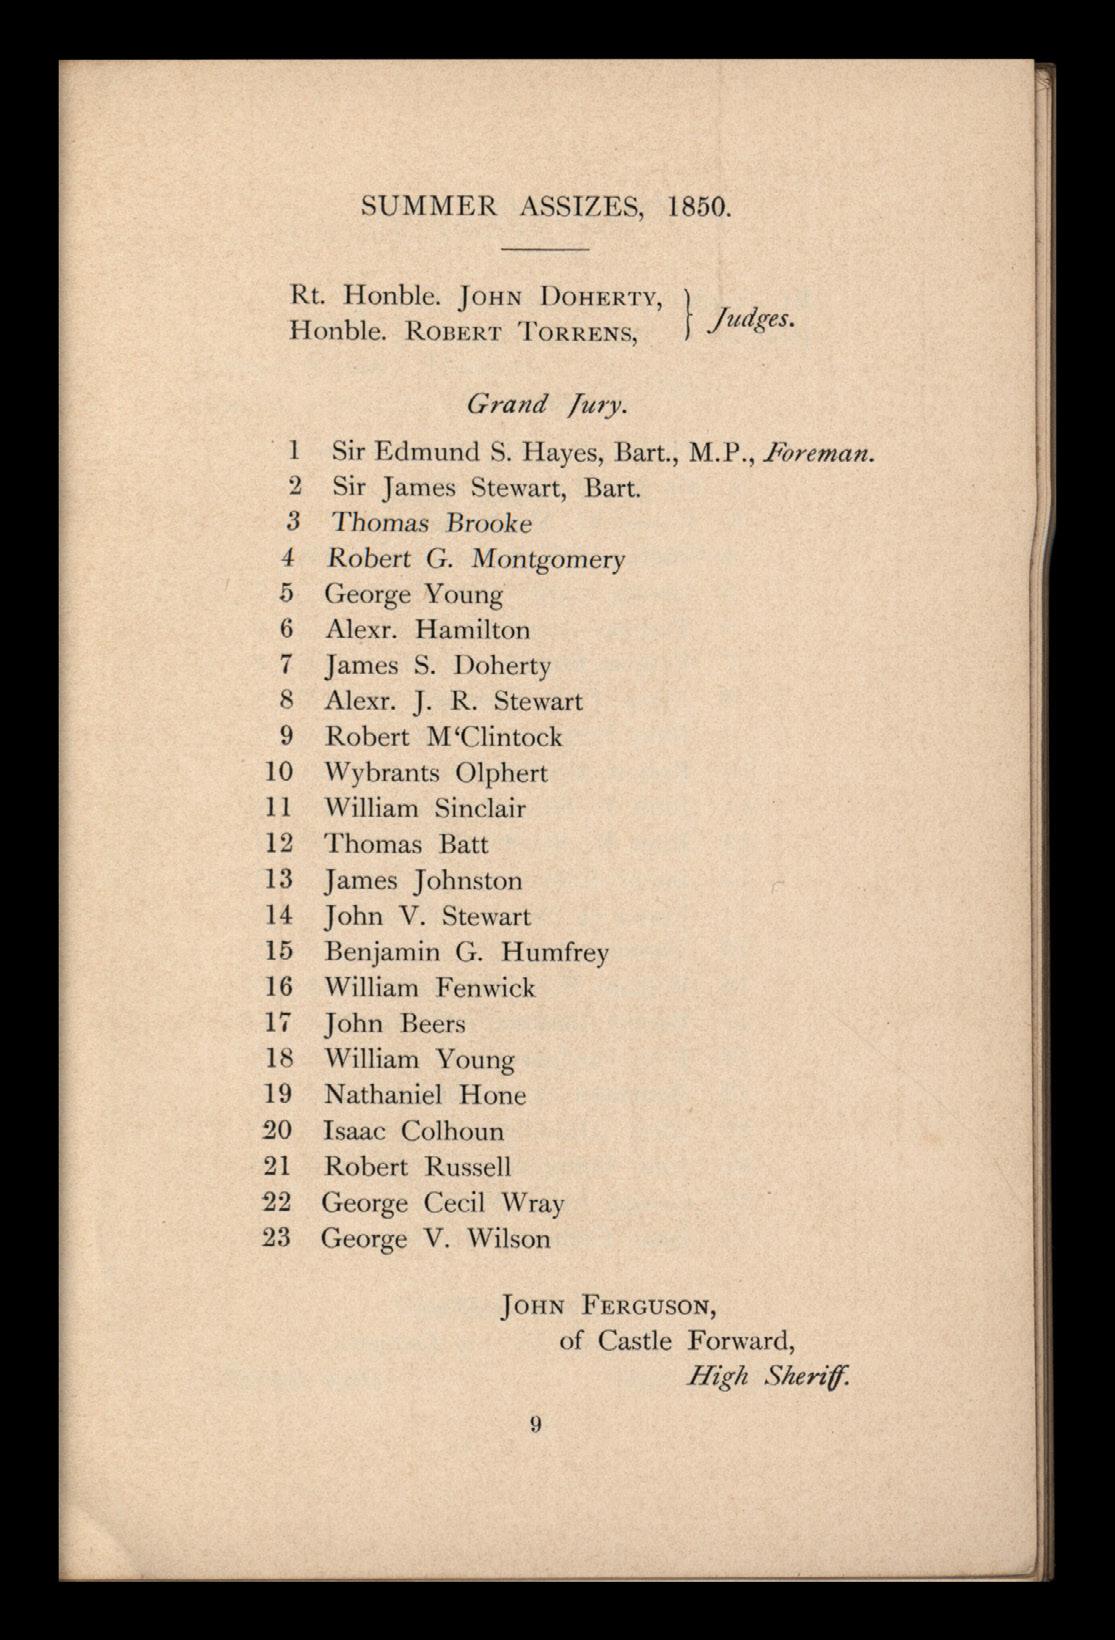 SUMMER ASSIZES, 1850.
Rt. Honble. JOHN DOHERTY,
Honble. ROBERT TORRENS,
} Judges.
Grand Jury.
1 Sir Edmund S. Hayes, Bart., M.P., Foreman.
2 Sir James Stewart, Bart.
3 Thomas Brooke
4 Robert G. Montgomery
5 George Young
6 Alexr. Hamilton
7 James S. Doherty
8 Alexr. J. R. Stewart
9 Robert M‘Clintock
10 Wybrants Olphert
11 William Sinclair
12 Thomas Batt
13 James Johnston
14 John V. Stewart
15 Benjamin G. Humfrey
16 William Fenwick
17 John Beers
18 William Young
19 Nathaniel Hone
20 Isaac Colhoun
21 Robert Russell
22 George Cecil Wray
23 George V. Wilson
JOHN FERGUSON,
of Castle Forward,
High Sheriff.
9